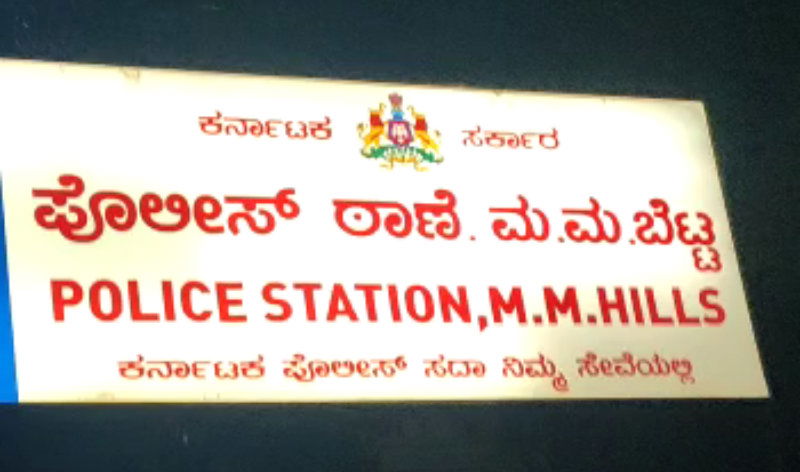 ಕರ್ನಾಟಕ ಸರ್ಕಾರ
ಪೊಲೀಸ್ ಠಾಣೆ. ಮ.ಮ.ಬೆಟ್ಟ
POLICE STATION,M.M.HILLS
ಕರ್ನಾಟಕ ಪೊಲೀಸ್ ಸದಾ ನಿಮ್ಮ ಸೇವೆಯಲ್ಲಿ